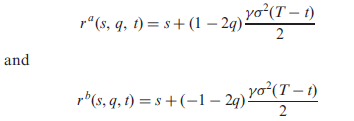 r^a(s, q, t) = s + (1 − 2q) γσ²(T − t) / 2
and
r^b(s, q, t) = s + (−1 − 2q) γσ²(T − t) / 2